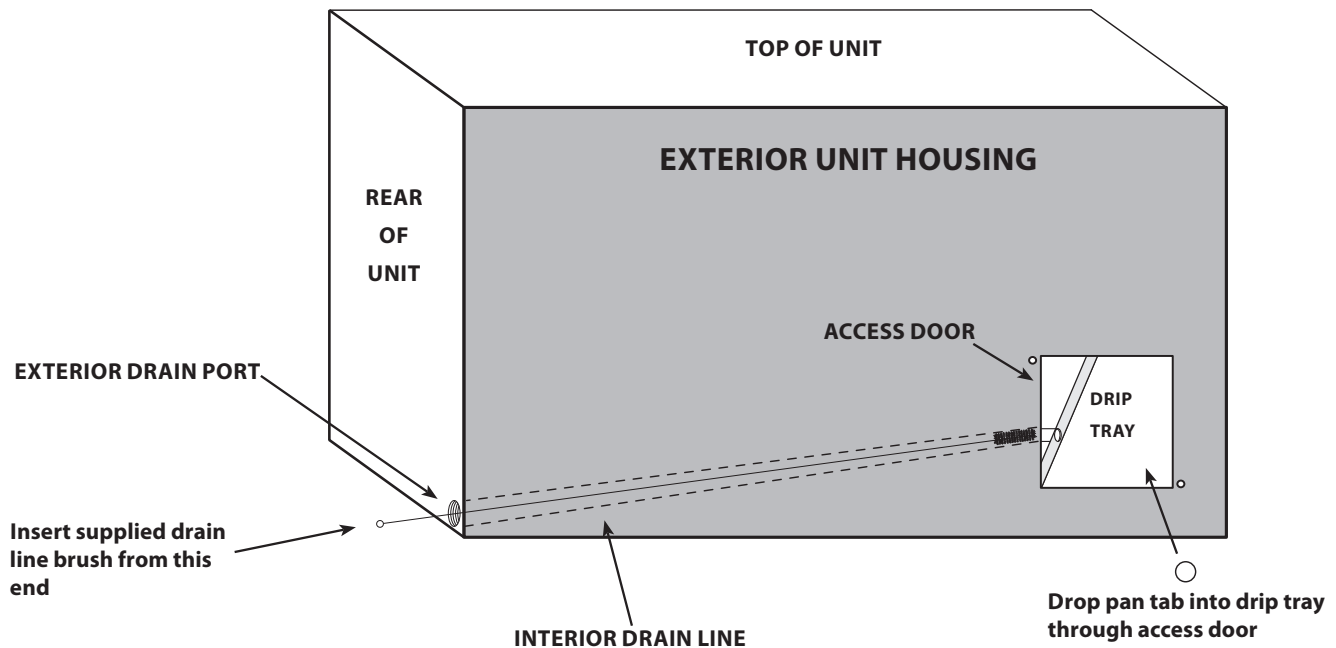 TOP OF UNIT
EXTERIOR UNIT HOUSING
REAR
OF
UNIT
ACCESS DOOR
EXTERIOR DRAIN PORT
DRIP
TRAY
Insert supplied drain
line brush from this
end
Drop pan tab into drip tray
through access door
INTERIOR DRAIN LINE